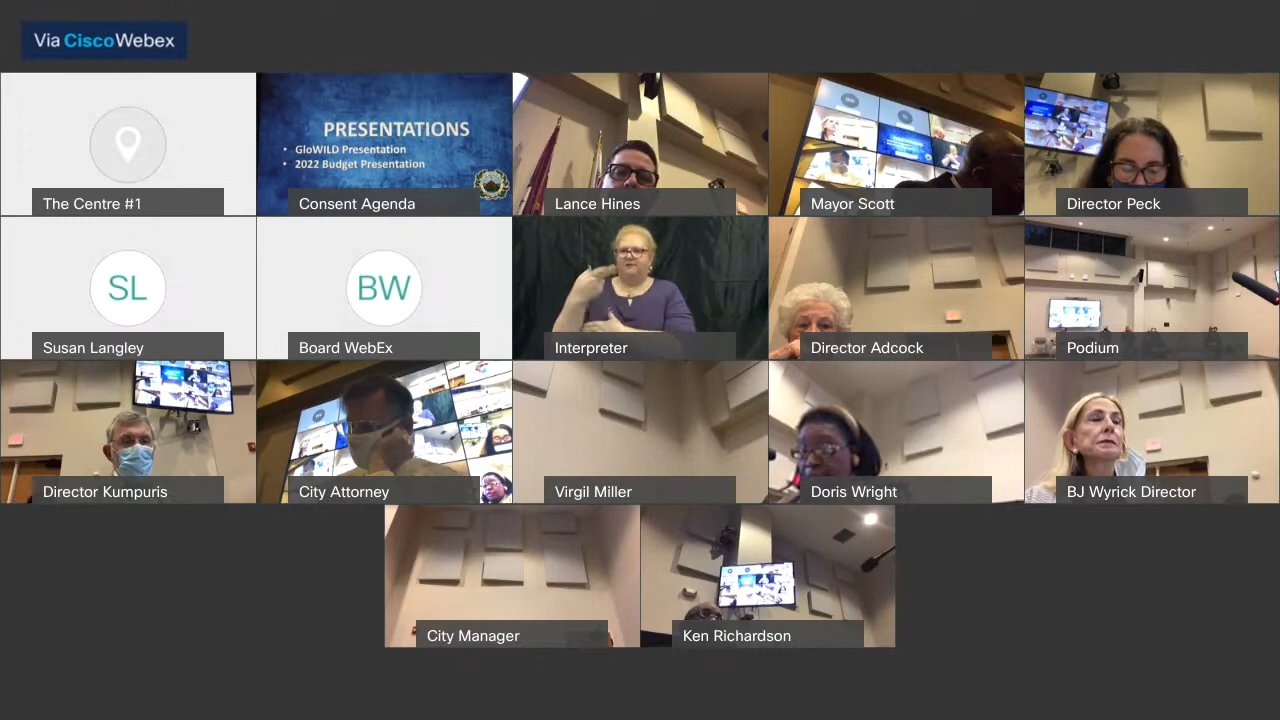 Via Cisco Webex
The Centre #1
PRESENTATIONS
• GloWILD Presentation
• 2022 Budget Presentation
Consent Agenda
Lance Hines
Mayor Scott
Director Peck
SL
Susan Langley
BW
Board WebEx
Interpreter
Director Adcock
Podium
Director Kumpuris
City Attorney
Virgil Miller
Doris Wright
BJ Wyrick Director
City Manager
Ken Richardson